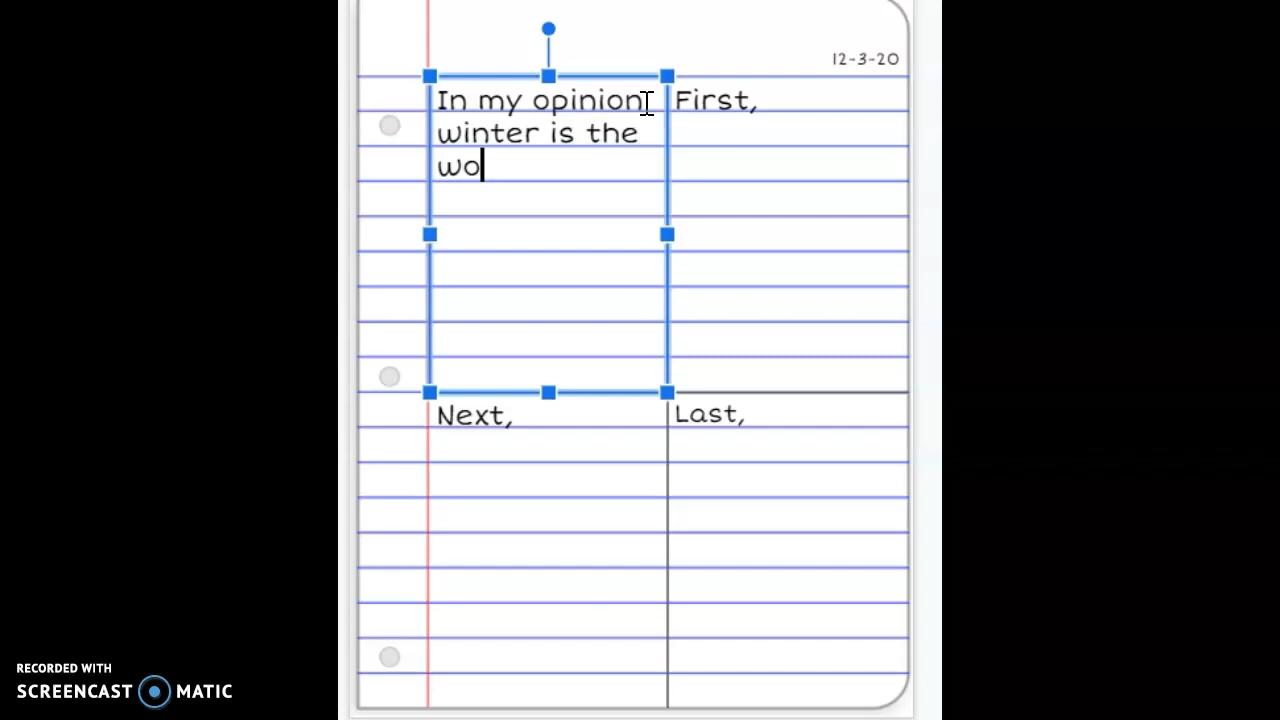 12-3-20
In my opinion
winter is the
wo
First,
Next,
Last,
RECORDED WITH
SCREENCAST MATIC